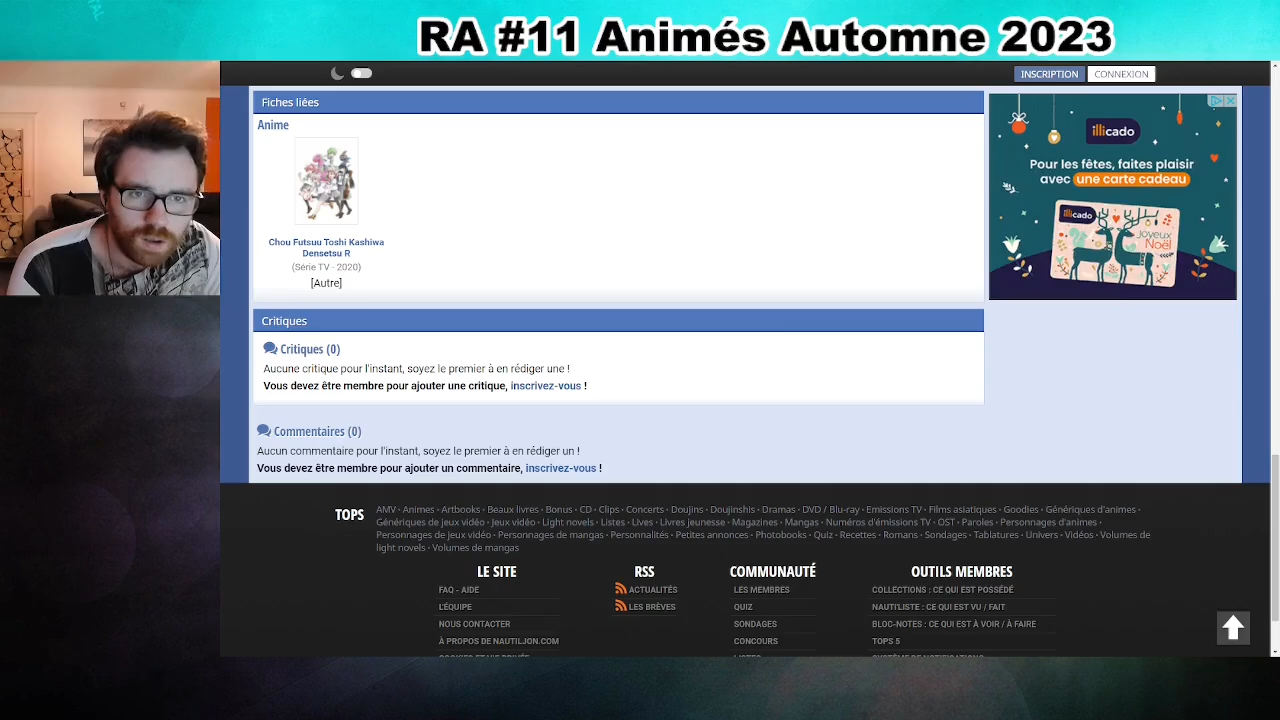 RA #11 Animés Automne 2023
INSCRIPTION
CONNEXION
Fiches liées
Anime
Chou Futsuu Toshi Kashiwa
Densetsu R
(Série TV - 2020)
[Autre]
illicado
Pour les fêtes, faites plaisir
avec une carte cadeau
illicado
Joyeux
Noël
Critiques
Critiques (0)
Aucune critique pour l'instant, soyez le premier à en rédiger une !
Vous devez être membre pour ajouter une critique, inscrivez-vous !
Commentaires (0)
Aucun commentaire pour l'instant, soyez le premier à en rédiger un !
Vous devez être membre pour ajouter un commentaire, inscrivez-vous !
TOPS
AMV · Animes · Artbooks · Beaux livres · Bonus · CD · Clips · Concerts · Doujins · Doujinshis · Dramas · DVD / Blu-ray · Emissions TV · Films asiatiques · Goodies · Génériques d'animes ·
Génériques de jeux vidéo · Jeux vidéo · Light novels · Listes · Lives · Livres jeunesse · Magazines · Mangas · Numéros d'émissions TV · OST · Paroles · Personnages d'animes ·
Personnages de jeux vidéo · Personnages de mangas · Personnalités · Petites annonces · Photobooks · Quiz · Recettes · Romans · Sondages · Tablatures · Univers · Vidéos · Volumes de
light novels · Volumes de mangas
LE SITE
FAQ - AIDE
L'ÉQUIPE
NOUS CONTACTER
À PROPOS DE NAUTILJON.COM
COOKIES ET VIE PRIVÉE
RSS
ACTUALITÉS
LES BRÈVES
COMMUNAUTÉ
LES MEMBRES
QUIZ
SONDAGES
CONCOURS
LISTES
OUTILS MEMBRES
COLLECTIONS : CE QUI EST POSSÉDÉ
NAUTI'LISTE : CE QUI EST VU / FAIT
BLOC-NOTES : CE QUI EST À VOIR / À FAIRE
TOPS 5
SYSTÈME DE NOTIFICATIONS